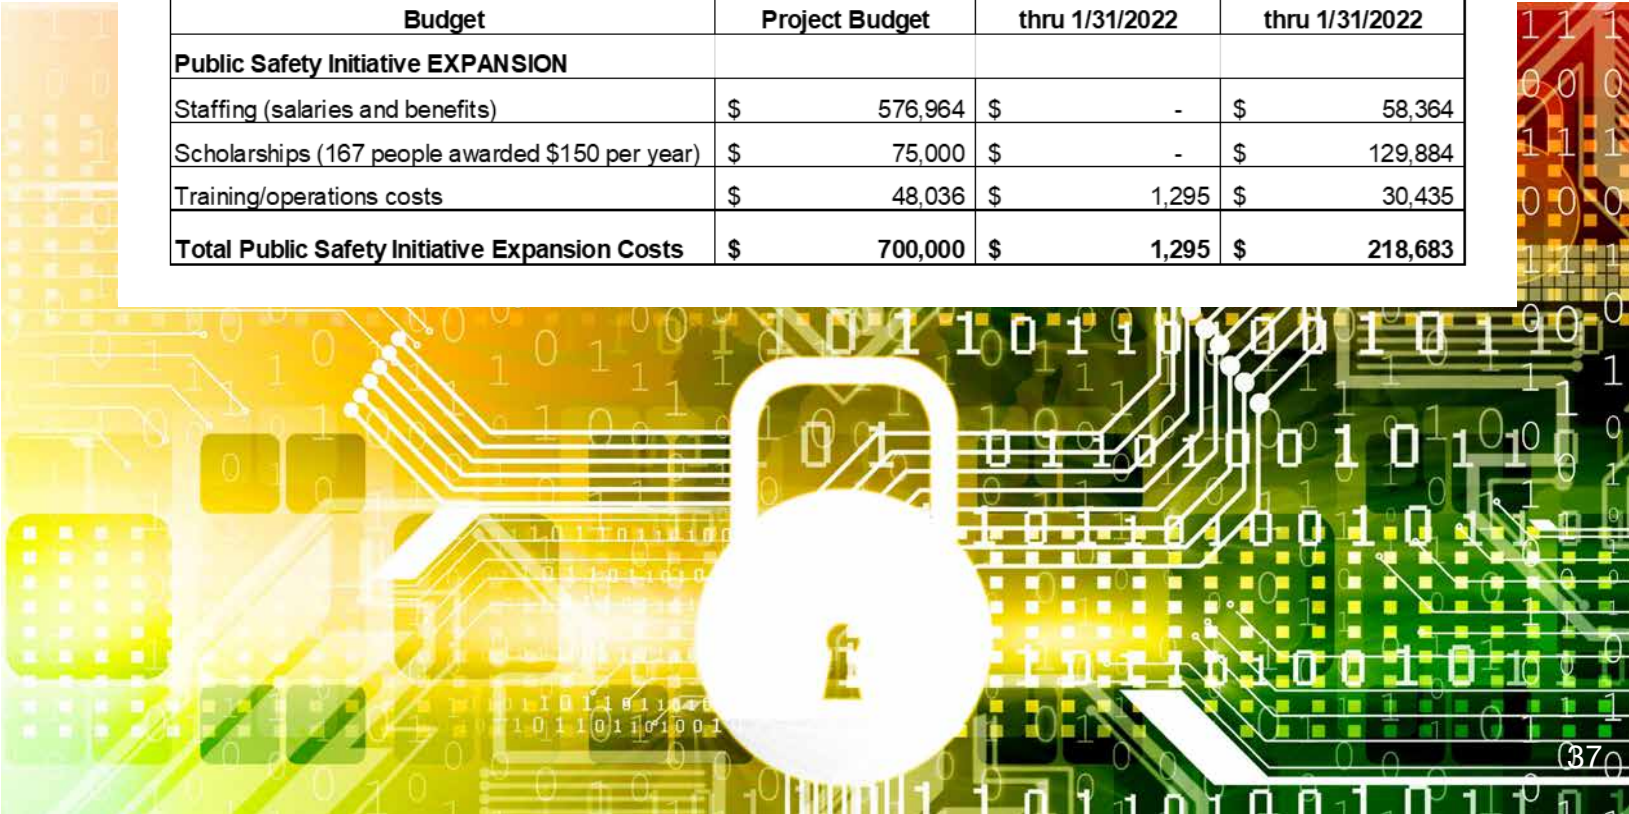 Budget Project Budget thru 1/31/2022 thru 1/31/2022
Public Safety Initiative EXPANSION
Staffing (salaries and benefits) $ 576,964 $ - $ 58,364
Scholarships (167 people awarded $150 per year) $ 75,000 $ - $ 129,884
Training/operations costs $ 48,036 $ 1,295 $ 30,435
Total Public Safety Initiative Expansion Costs $ 700,000 $ 1,295 $ 218,683
37